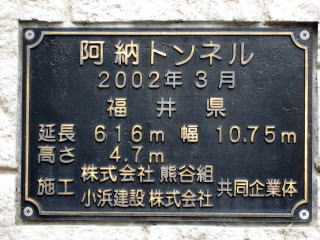 阿納トンネル
2002年 3月
福井県
延長 616m 幅 10.75m
高さ 4.7m
施工 株式会社 熊谷組
小浜建設 株式会社 共同企業体